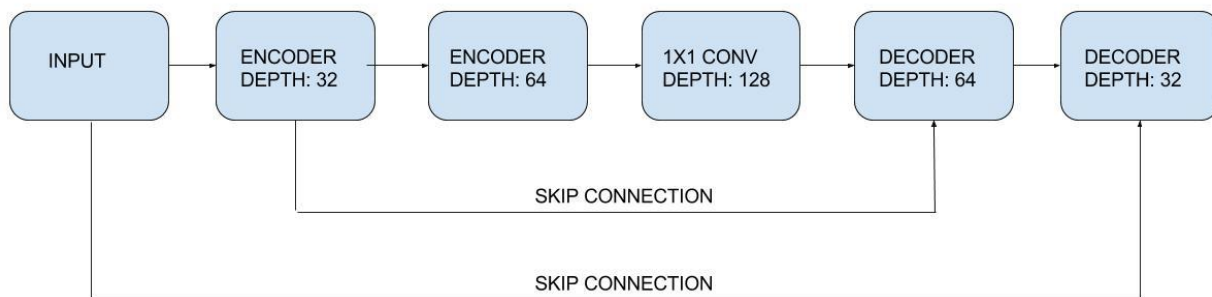 INPUT
ENCODER
DEPTH: 32
ENCODER
DEPTH: 64
1X1 CONV
DEPTH: 128
DECODER
DEPTH: 64
DECODER
DEPTH: 32
SKIP CONNECTION
SKIP CONNECTION